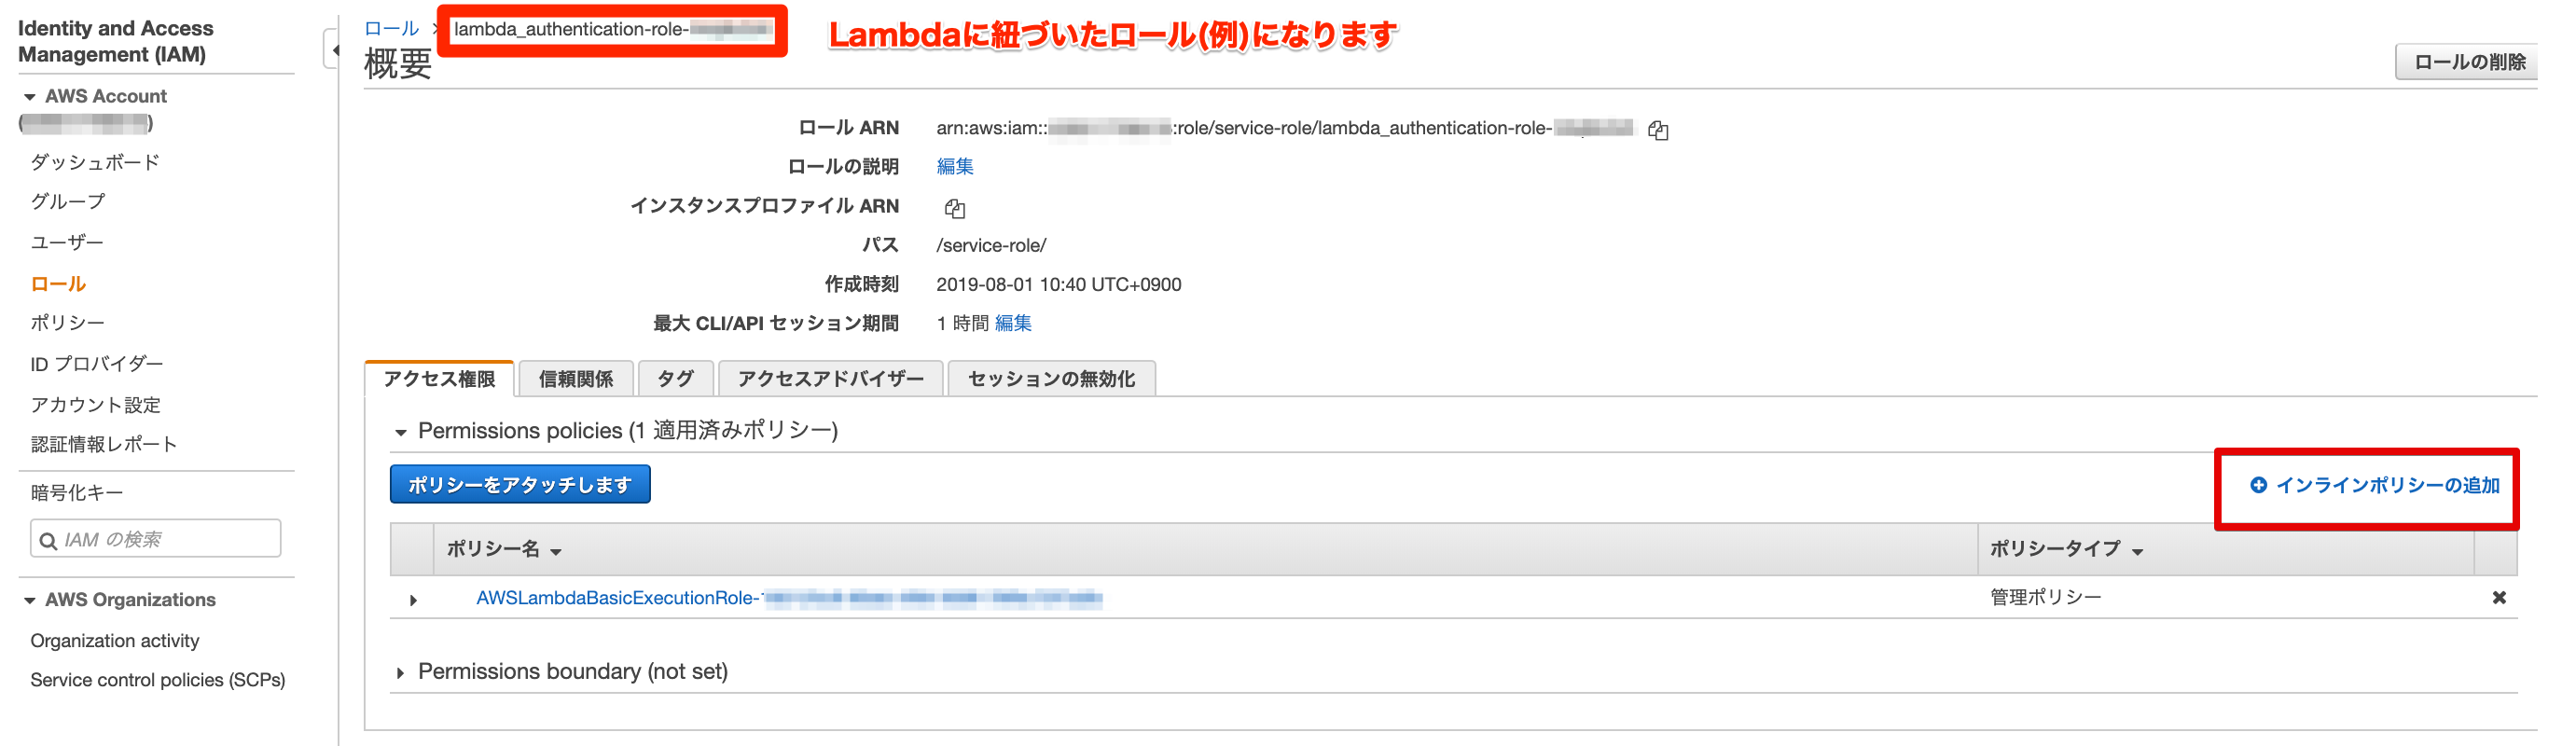 Identity and Access
Management (IAM)
AWS Account
( )
ダッシュボード
グループ
ユーザー
ロール
ポリシー
ID プロバイダー
アカウント設定
認証情報レポート
暗号化キー
IAM の検索
AWS Organizations
Organization activity
Service control policies (SCPs)
ロール > lambda_authentication-role-
Lambdaに紐づいたロール(例)になります
概要
ロールの削除
ロール ARN arn:aws:iam:: :role/service-role/lambda_authentication-role-
ロールの説明 編集
インスタンスプロファイル ARN
パス /service-role/
作成時刻 2019-08-01 10:40 UTC+0900
最大 CLI/API セッション期間 1 時間 編集
アクセス権限 信頼関係 タグ アクセスアドバイザー セッションの無効化
Permissions policies (1 適用済みポリシー)
ポリシーをアタッチします
インラインポリシーの追加
ポリシー名 ポリシータイプ
AWSLambdaBasicExecutionRole- 管理ポリシー
Permissions boundary (not set)